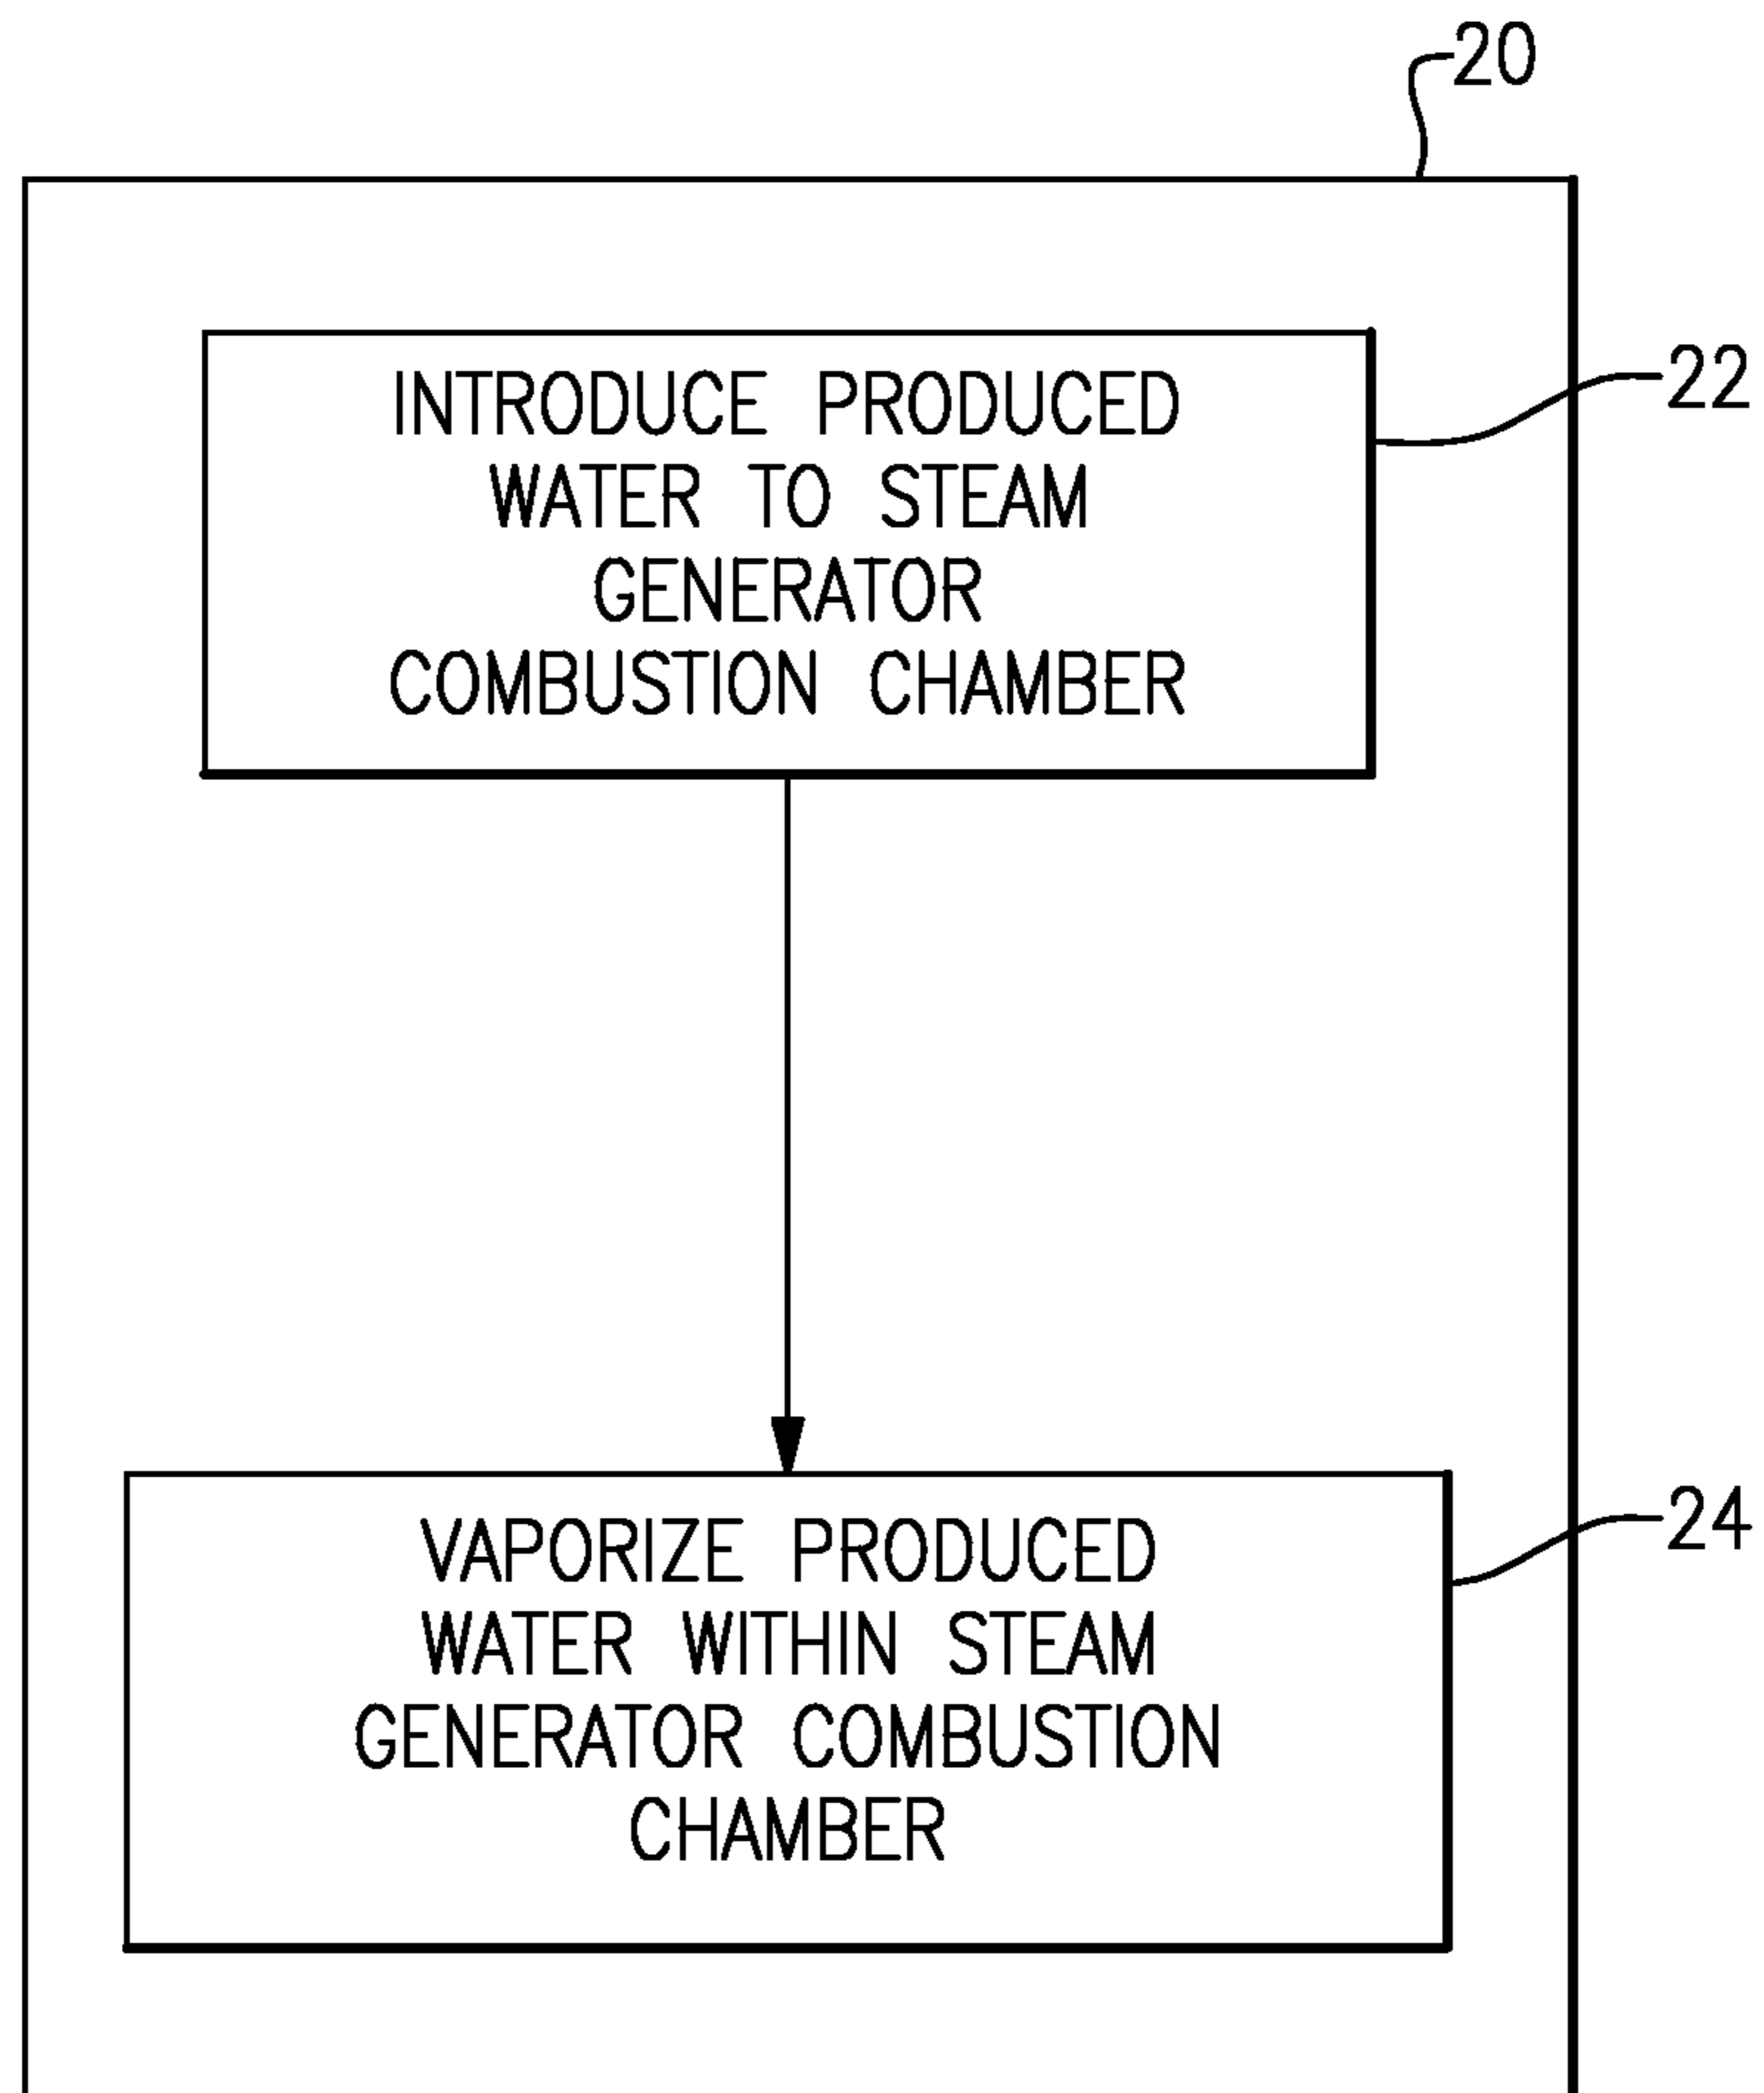 20
INTRODUCE PRODUCED
WATER TO STEAM
GENERATOR
COMBUSTION CHAMBER
22
VAPORIZE PRODUCED
WATER WITHIN STEAM
GENERATOR COMBUSTION
CHAMBER
24